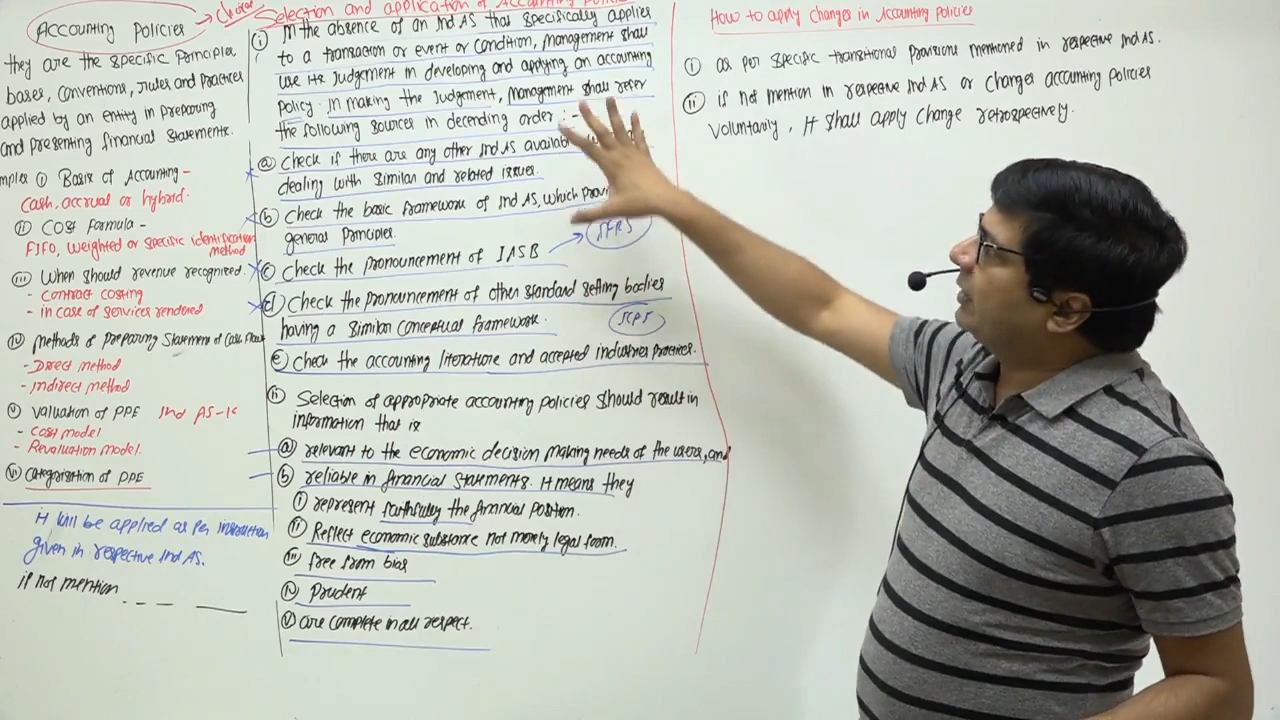 Accounting Policies
they are the specific Principles
bases, conventions, rules and Practices
applied by an entity in preparing
and presenting financial statements.
mples (i) Basis of Accounting -
Cash, accrual or hybrid.
(ii) Cost formula -
FIFO, weighted or specific identification
method
(iii) When should revenue recognized.
- contract costing
- in case of services rendered
(iv) Methods of preparing Statement of Cash
- Direct method
- Indirect method
(v) valuation of PPE Ind AS-16
- Cost model
- Revaluation model.
(vi) Categorisation of PPE
It will be applied as per instruction
given in respective Ind AS.
is not mention
Selection and application of Accounting
(i) In the absence of an Ind AS that specifically applies
to a transaction or event or condition, management shall
use its Judgement in developing and applying an accounting
policy. In making the Judgement, management shall refer
the following sources in decending order :-
(a) check if there are any other Ind AS
dealing with similar and related issues.
(b) check the basic framework of Ind AS, which
general principles.
(c) check the pronouncement of IASB
IFRS
(d) check the pronouncement of other standard setting bodies
having a similar conceptual framework.
(e) check the accounting literature and accepted industries practices.
(ii) Selection of appropriate accounting policies should result in
information that is
(a) relevant to the economic decision making needs of the users, and
(b) reliable in financial statements. It means they
(i) represent faithfully the financial position.
(ii) Reflect economic substance not merely legal form.
(iii) free from bias
(iv) Prudent
(v) are complete in all respect.
How to apply changes in Accounting policies
(i) as per specific transitional provisions mentioned in respective Ind AS.
(ii) is not mention in respective Ind AS or changes accounting policies
voluntarily, It shall apply change retrospectively.